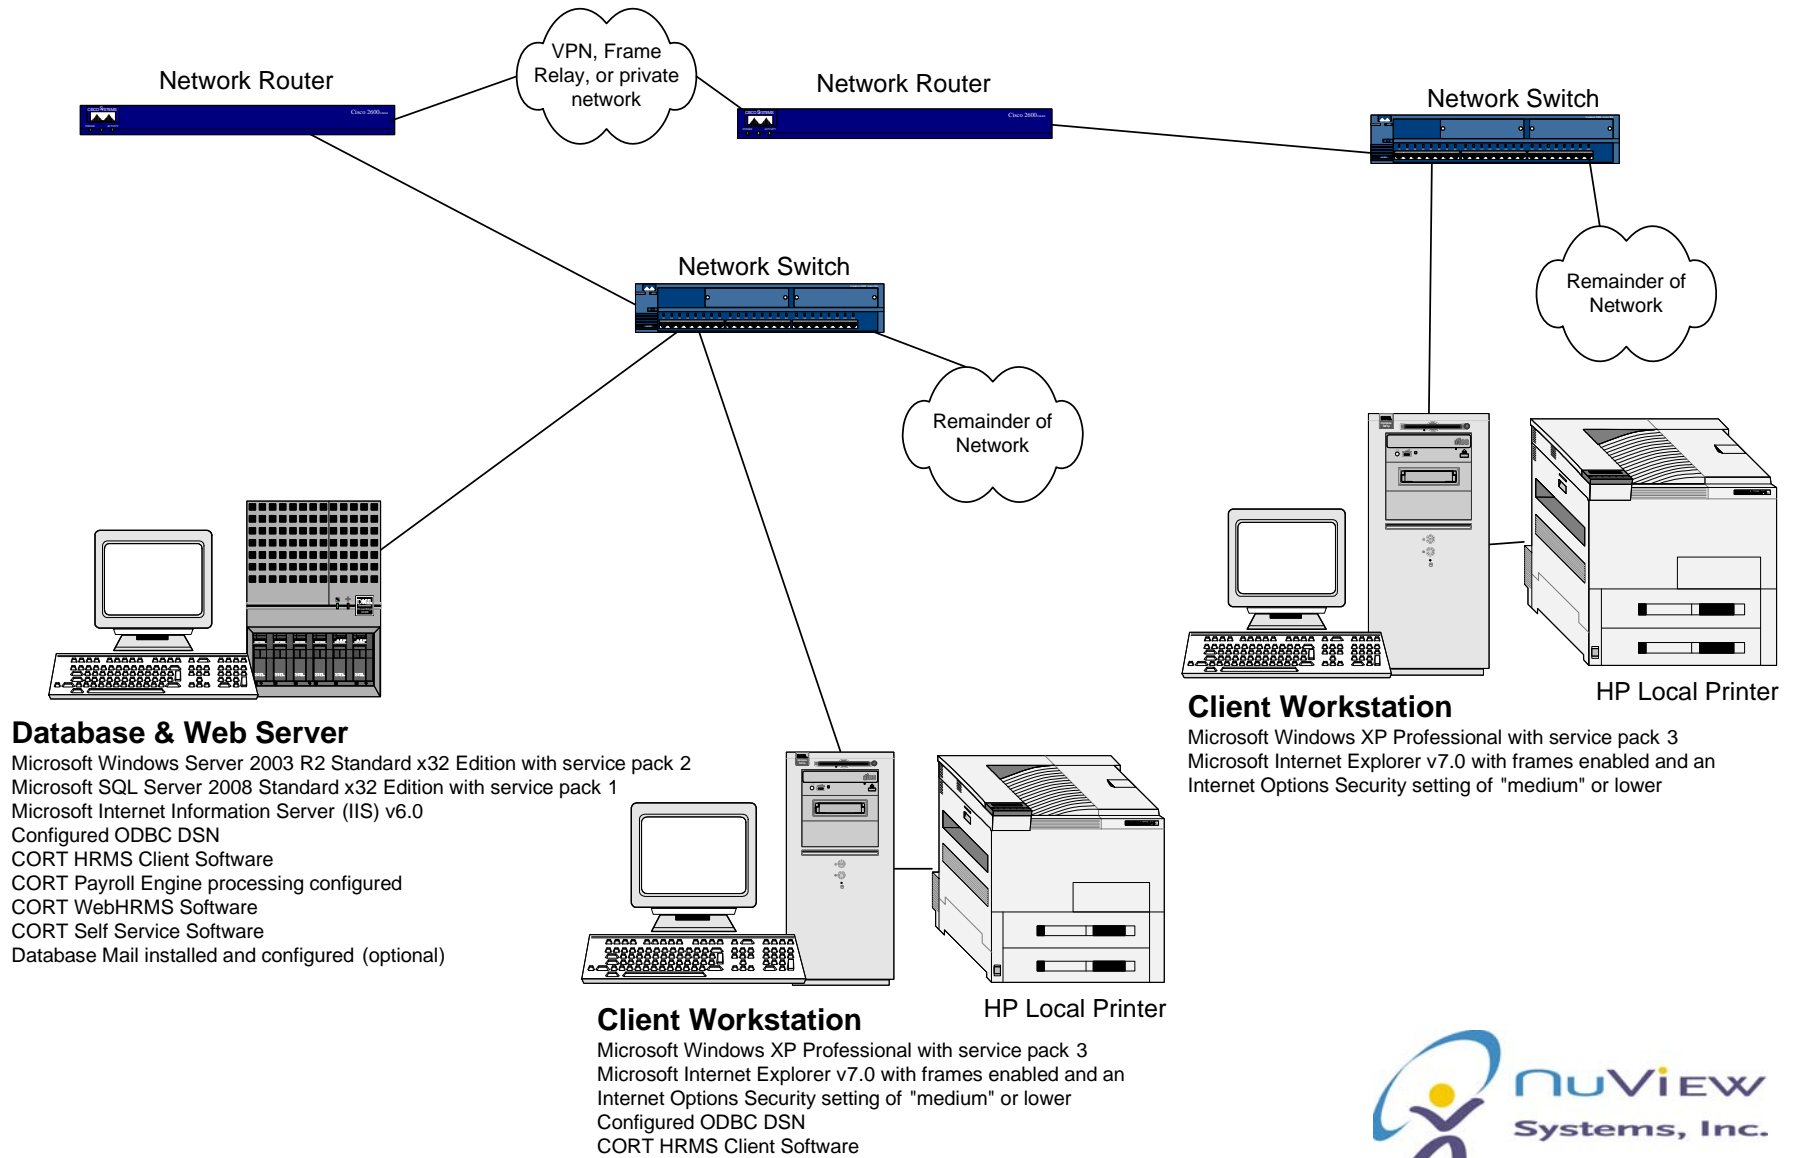 VPN, Frame
Relay, or private
network
Network Router
Cisco 2600
Network Router
CISCO SYSTEMS
Cisco 2600
Network Switch
Network Switch
Remainder of
Network
Remainder of
Network
HP Local Printer
Database & Web Server
Microsoft Windows Server 2003 R2 Standard x32 Edition with service pack 2
Microsoft SQL Server 2008 Standard x32 Edition with service pack 1
Microsoft Internet Information Server (IIS) v6.0
Configured ODBC DSN
CORT HRMS Client Software
CORT Payroll Engine processing configured
CORT WebHRMS Software
CORT Self Service Software
Database Mail installed and configured (optional)
Client Workstation
Microsoft Windows XP Professional with service pack 3
Microsoft Internet Explorer v7.0 with frames enabled and an
Internet Options Security setting of "medium" or lower
HP Local Printer
Client Workstation
Microsoft Windows XP Professional with service pack 3
Microsoft Internet Explorer v7.0 with frames enabled and an
Internet Options Security setting of "medium" or lower
Configured ODBC DSN
CORT HRMS Client Software
nuView
Systems, Inc.